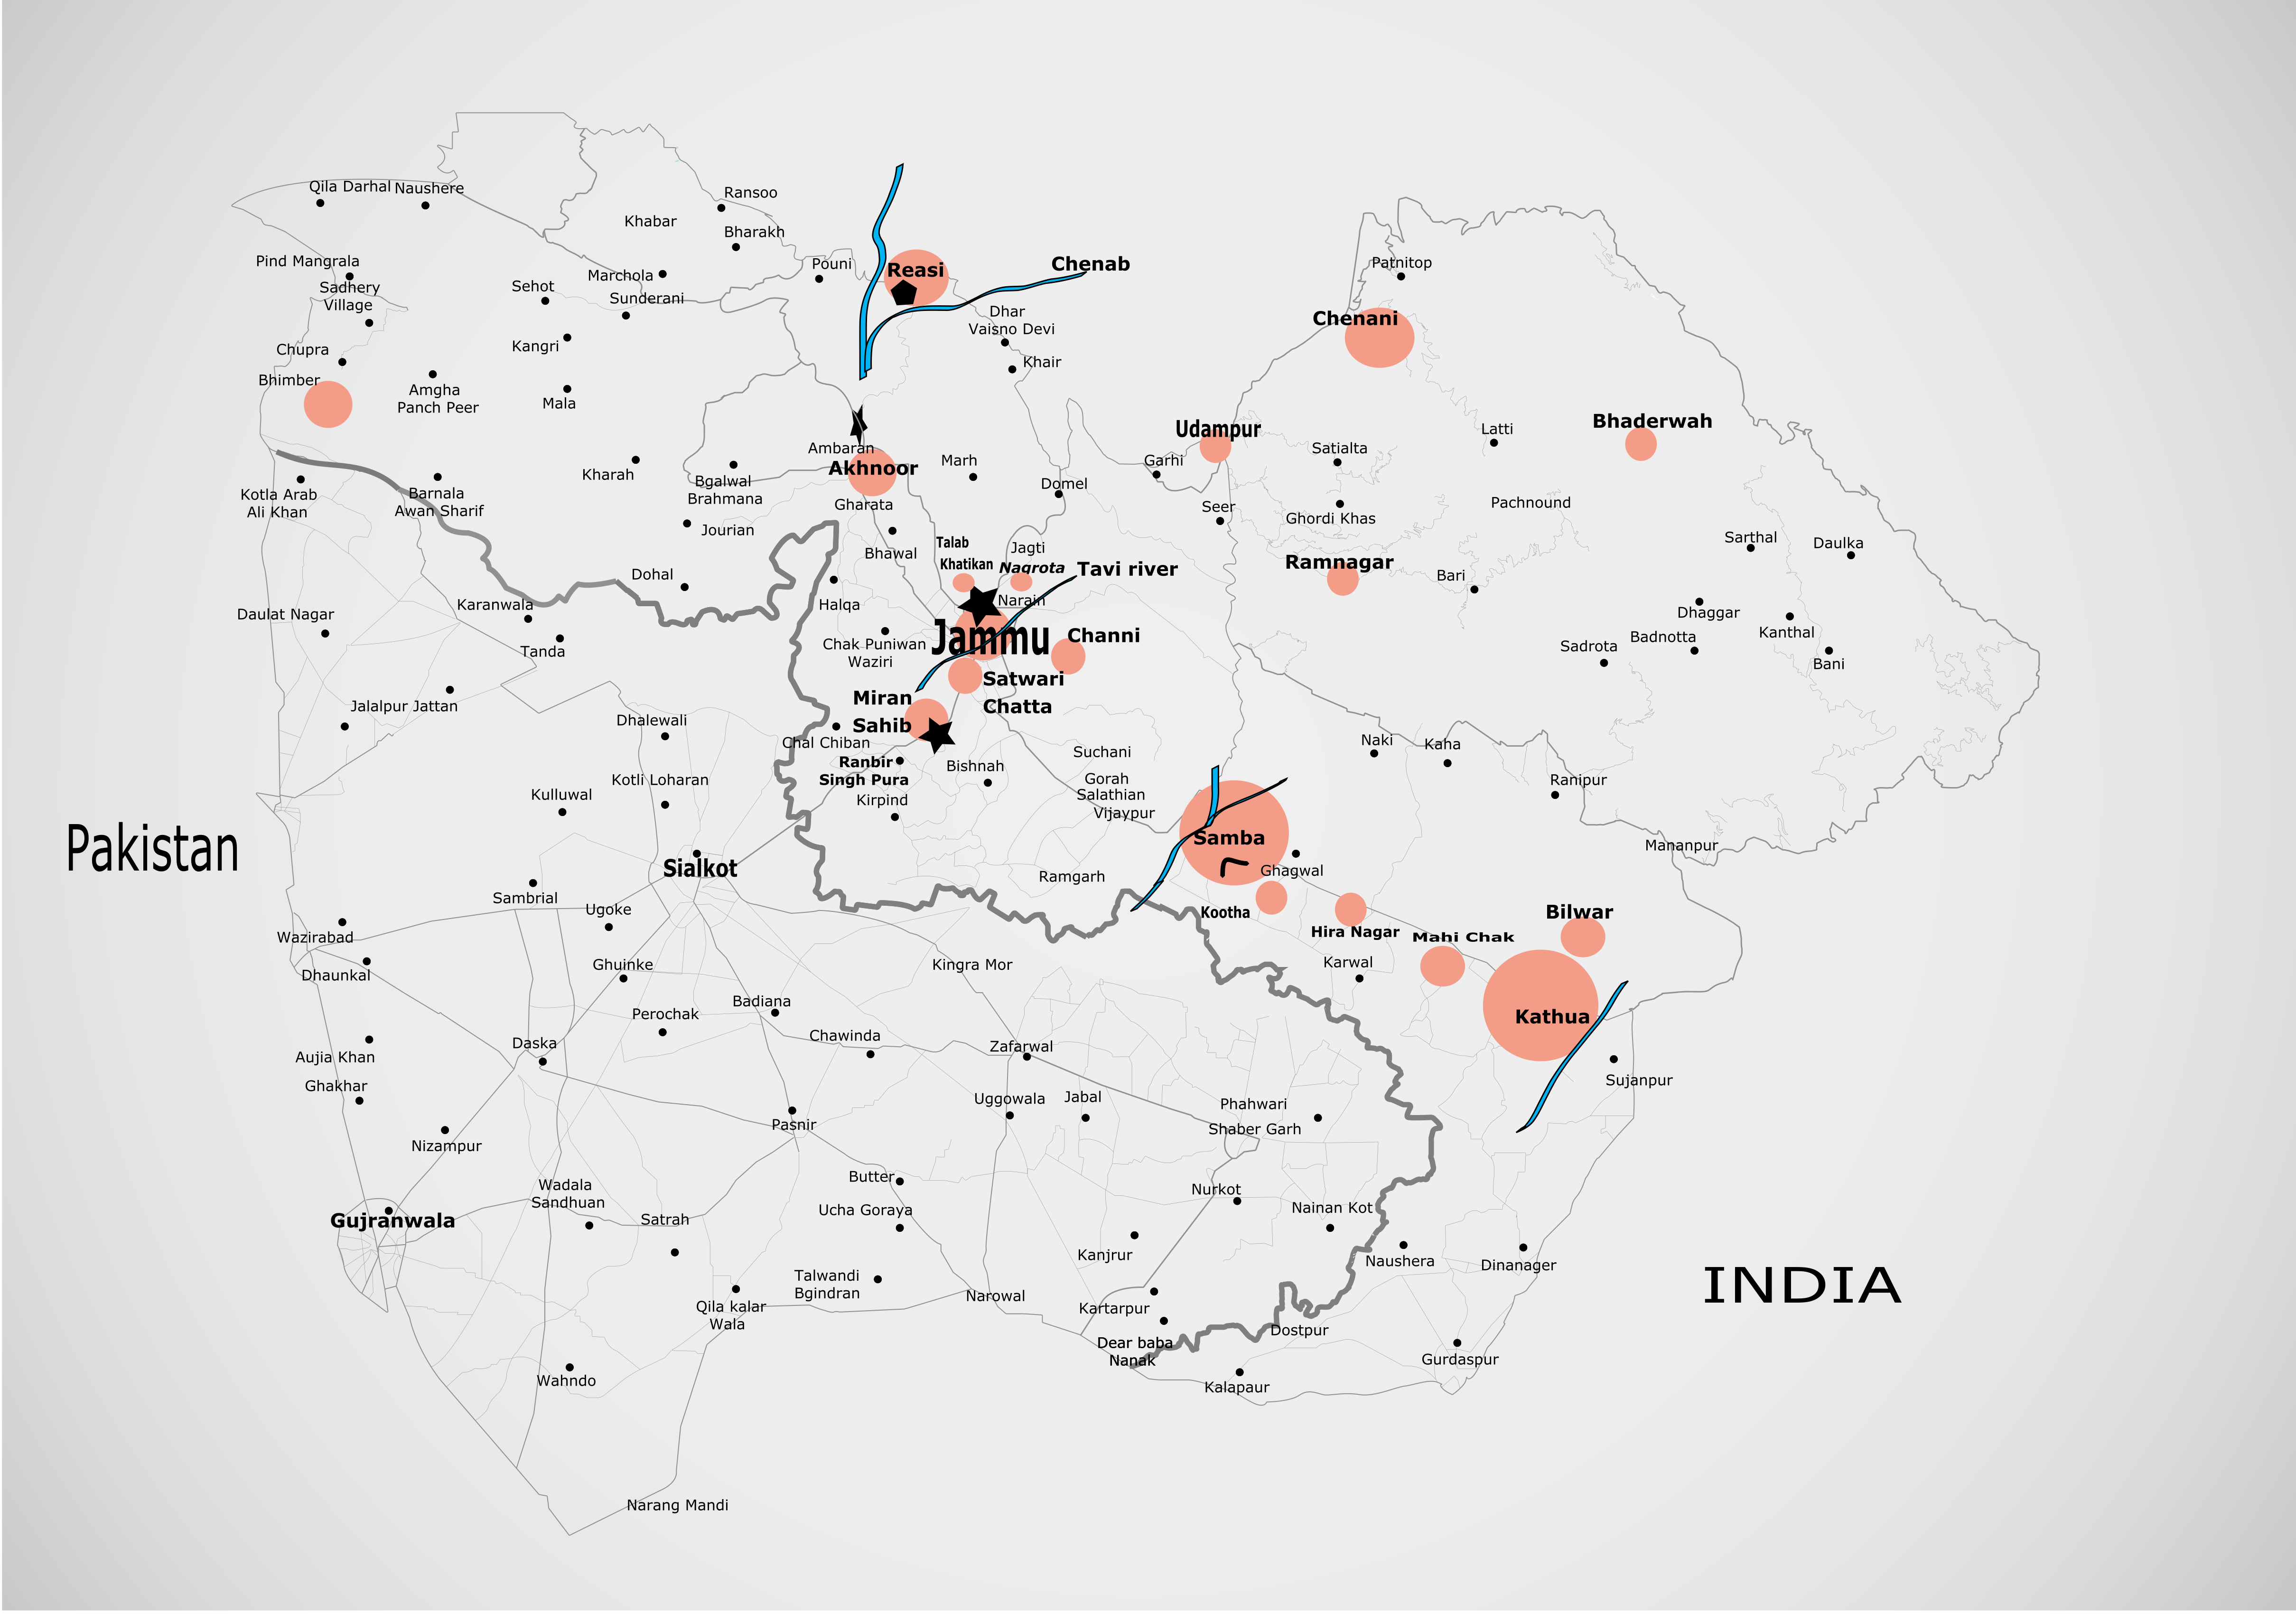 Qila Darhal
Naushere
Ransoo
Khabar
Bharakh
Pind Mangrala
Sadhery
Village
Marchola
Sehot
Sunderani
Pouni
Reasi
Chenab
Dhar
Vaisno Devi
Khair
Patnitop
Chenani
Chupra
Bhimber
Kangri
Amgha
Panch Peer
Mala
Udampur
Latti
Bhaderwah
Ambaran
Akhnoor
Marh
Garhi
Satialta
Kharah
Bgalwal
Brahmana
Domel
Kotla Arab
Ali Khan
Barnala
Awan Sharif
Gharata
Seer
Ghordi Khas
Pachnound
Jourian
Bhawal
Talab
Khatikan
Jagti
Nagrota
Tavi river
Sarthal
Daulka
Ramnagar
Bari
Dohal
Karanwala
Halqa
Narain
Daulat Nagar
Tanda
Chak Puniwan
Waziri
Jammu
Channi
Dhaggar
Badnotta
Kanthal
Sadrota
Bani
Satwari
Chatta
Miran
Sahib
Jalalpur Jattan
Dhalewali
Chal Chiban
Ranbir
Singh Pura
Bishnah
Suchani
Naki
Kaha
Kotli Loharan
Kulluwal
Kirpind
Gorah
Salathian
Vijaypur
Ranipur
Pakistan
Samba
Mananpur
Sialkot
Ramgarh
Ghagwal
Sambrial
Ugoke
Kootha
Bilwar
Hira Nagar
Mahi Chak
Wazirabad
Dhaunkal
Ghuinke
Kingra Mor
Karwal
Badiana
Perochak
Kathua
Chawinda
Zafarwal
Daska
Aujia Khan
Ghakhar
Sujanpur
Uggowala
Jabal
Phahwari
Shaber Garh
Pasnir
Nizampur
Butter
Wadala
Sandhuan
Nurkot
Ucha Goraya
Nainan Kot
Gujranwala
Satrah
Kanjrur
Naushera
Dinanager
INDIA
Talwandi
Bgindran
Narowal
Qila kalar
Wala
Kartarpur
Dostpur
Dear baba
Nanak
Gurdaspur
Wahndo
Kalapaur
Narang Mandi